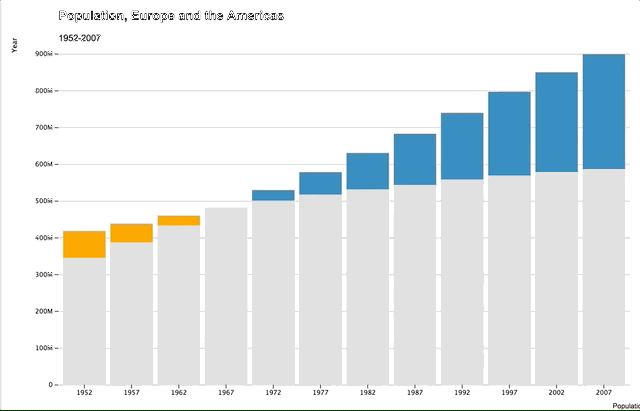 Population, Europe and the Americas
1952-2007
Year
900M
800M
700M
600M
500M
400M
300M
200M
100M
0
1952 1957 1962 1967 1972 1977 1982 1987 1992 1997 2002 2007
Populatio